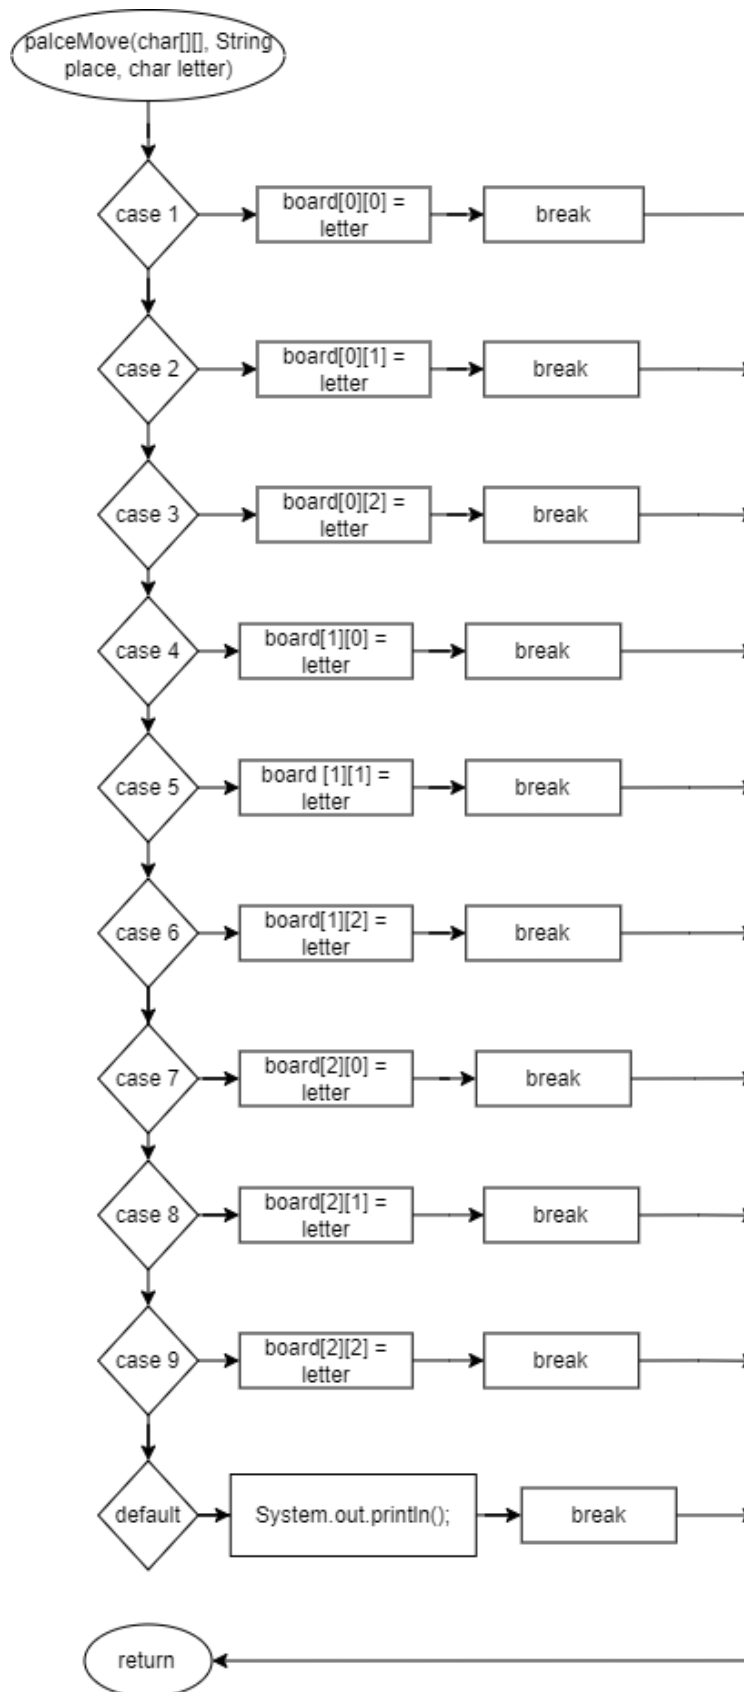 palceMove(char[][], String
place, char letter)
case 1
board[0][0] =
letter
break
case 2
board[0][1] =
letter
break
case 3
board[0][2] =
letter
break
case 4
board[1][0] =
letter
break
case 5
board [1][1] =
letter
break
case 6
board[1][2] =
letter
break
case 7
board[2][0] =
letter
break
case 8
board[2][1] =
letter
break
case 9
board[2][2] =
letter
break
default
System.out.println();
break
return